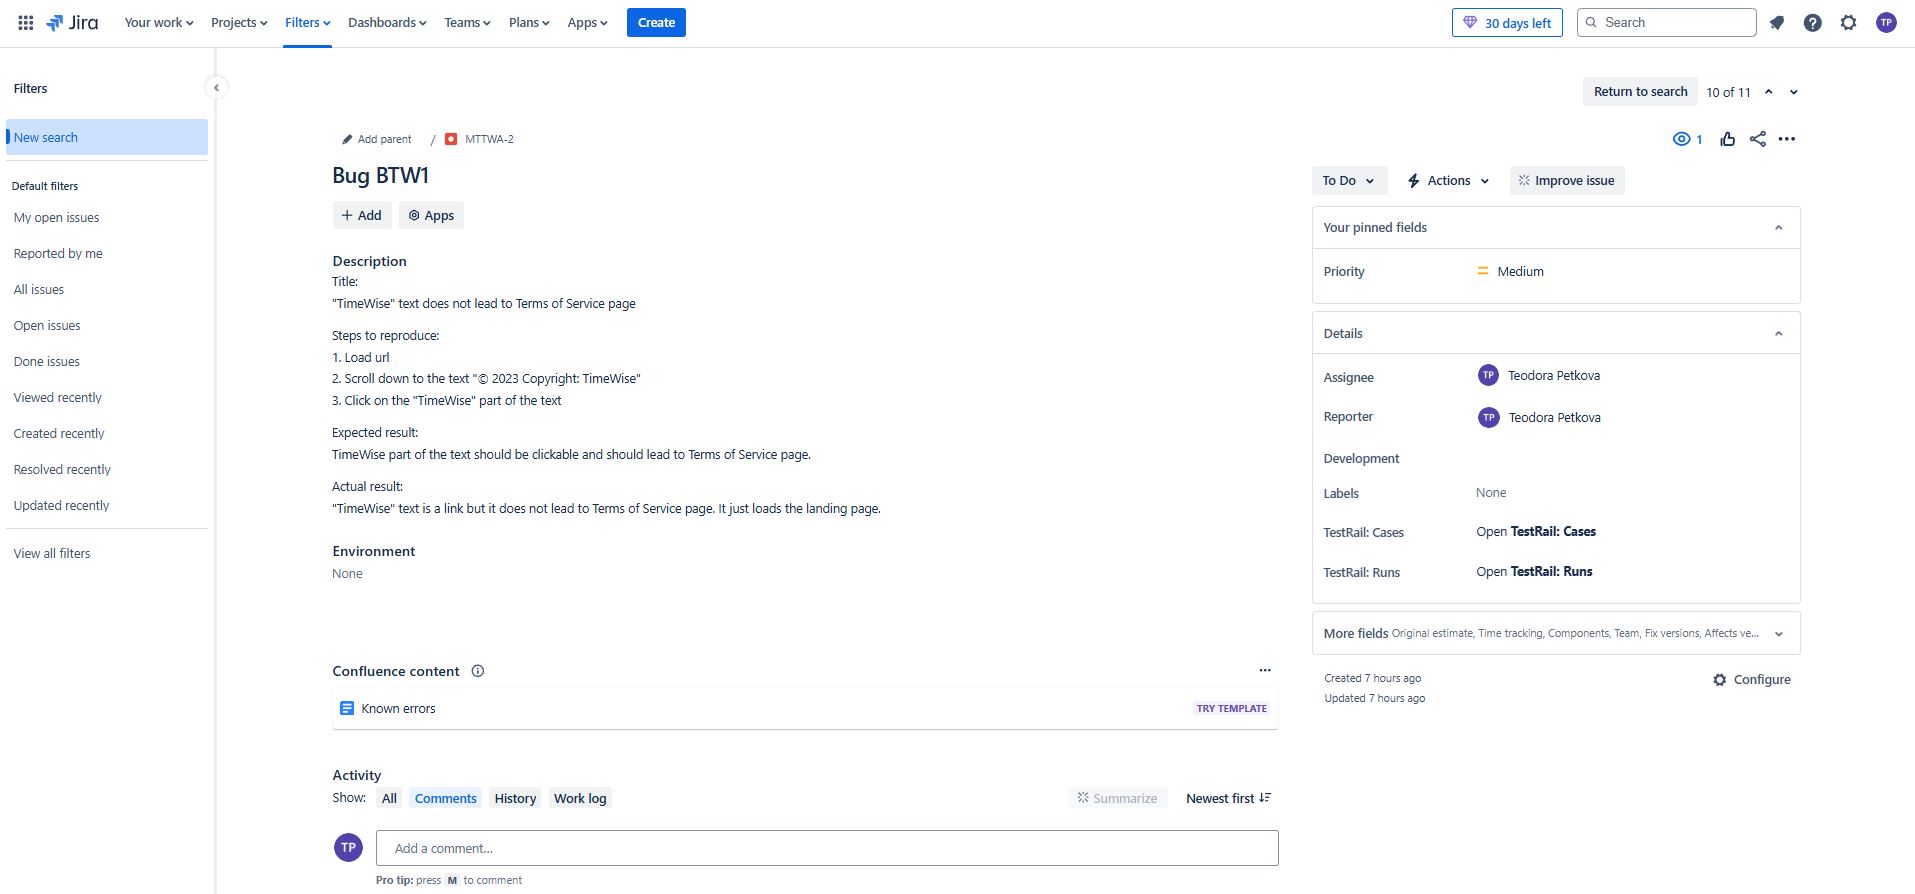 Jira
Your work
Projects
Filters
Dashboards
Teams
Plans
Apps
Create
30 days left
Search
TP
Filters
New search
Default filters
My open issues
Reported by me
All issues
Open issues
Done issues
Viewed recently
Created recently
Resolved recently
Updated recently
View all filters
Return to search
10 of 11
Add parent / MTTWA-2
1
Bug BTW1
Add
Apps
Description
Title:
"TimeWise" text does not lead to Terms of Service page
Steps to reproduce:
1. Load url
2. Scroll down to the text "© 2023 Copyright: TimeWise"
3. Click on the "TimeWise" part of the text
Expected result:
TimeWise part of the text should be clickable and should lead to Terms of Service page.
Actual result:
"TimeWise" text is a link but it does not lead to Terms of Service page. It just loads the landing page.
Environment
None
Confluence content
Known errors
TRY TEMPLATE
Activity
Show:
All
Comments
History
Work log
Summarize
Newest first
TP
Add a comment...
Pro tip: press M to comment
To Do
Actions
Improve issue
Your pinned fields
Priority
Medium
Details
Assignee
TP
Teodora Petkova
Reporter
TP
Teodora Petkova
Development
Labels
None
TestRail: Cases
Open TestRail: Cases
TestRail: Runs
Open TestRail: Runs
More fields
Original estimate, Time tracking, Components, Team, Fix versions, Affects ve...
Created 7 hours ago
Updated 7 hours ago
Configure